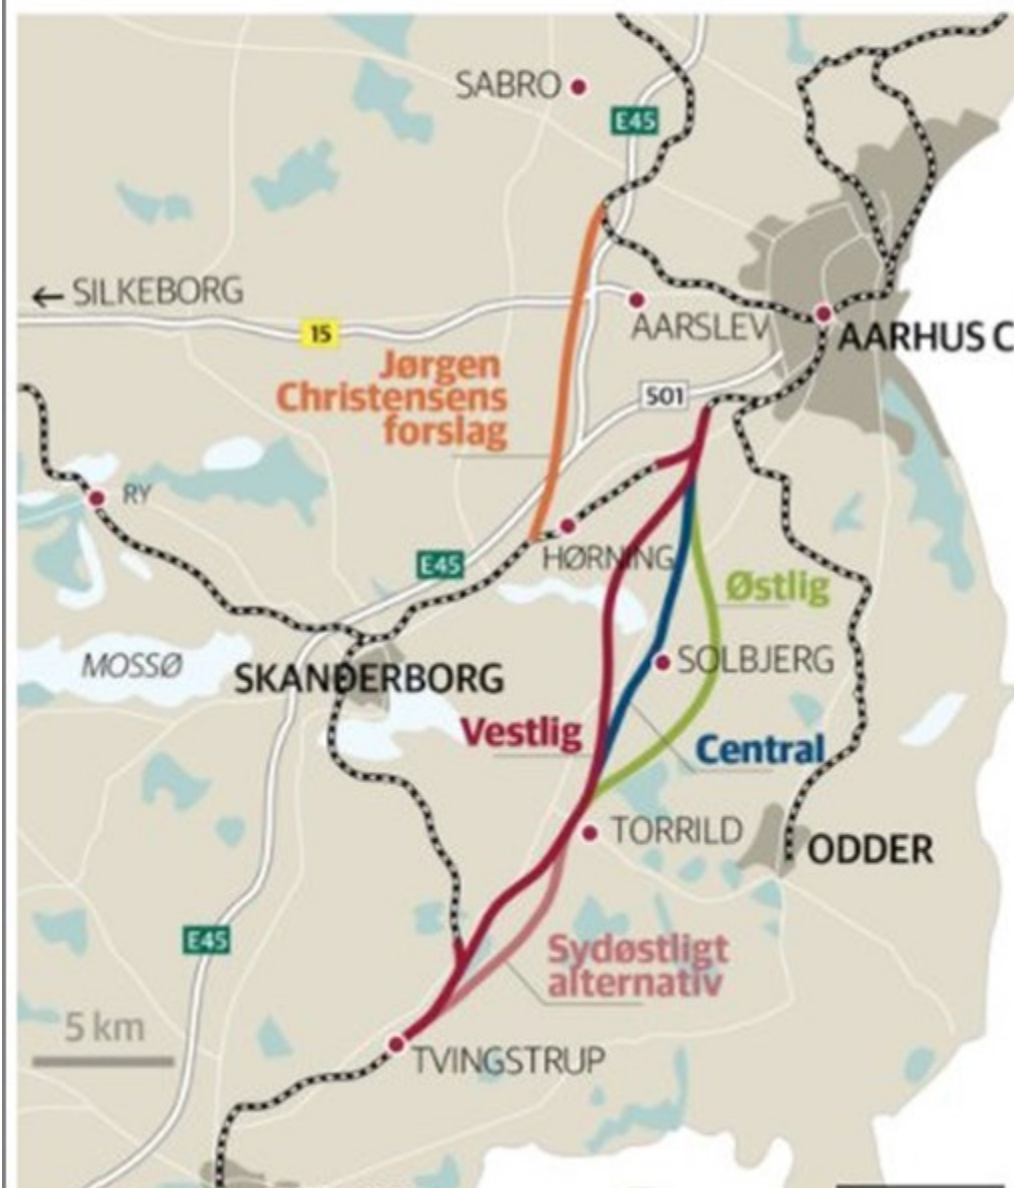 SABRO
E45
← SILKEBORG
15
AARSLEV
AARHUS C
Jørgen
Christensens
forslag
501
RY
E45
HØRNING
Østlig
MOSSØ
SKANDERBORG
SOLBJERG
Vestlig
Central
TORRILD
ODDER
E45
Sydøstligt
alternativ
5 km
TVINGSTRUP